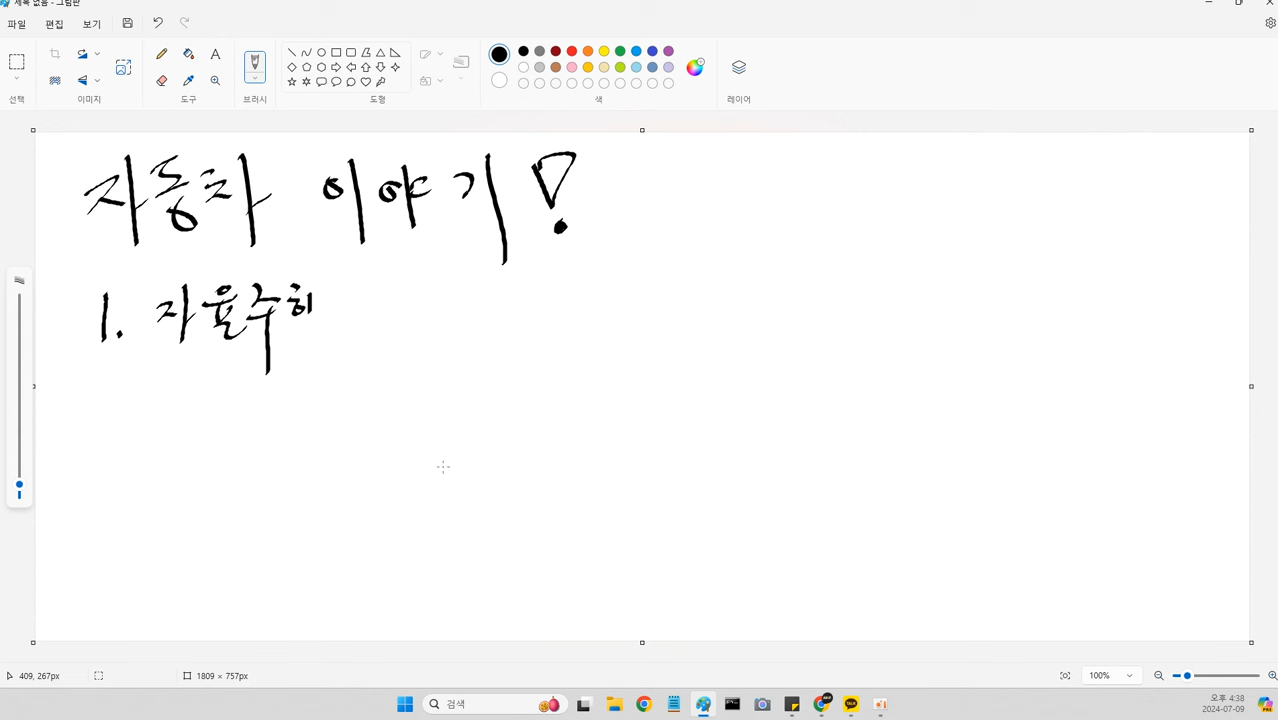 제목 없음 - 그림판
파일 편집 보기
선택 이미지 도구 브러시 도형 색 레이어
자동차 이야기!
1. 자율주하
409, 267px
1809 × 757px
100%
검색
오후 4:38
2024-07-09